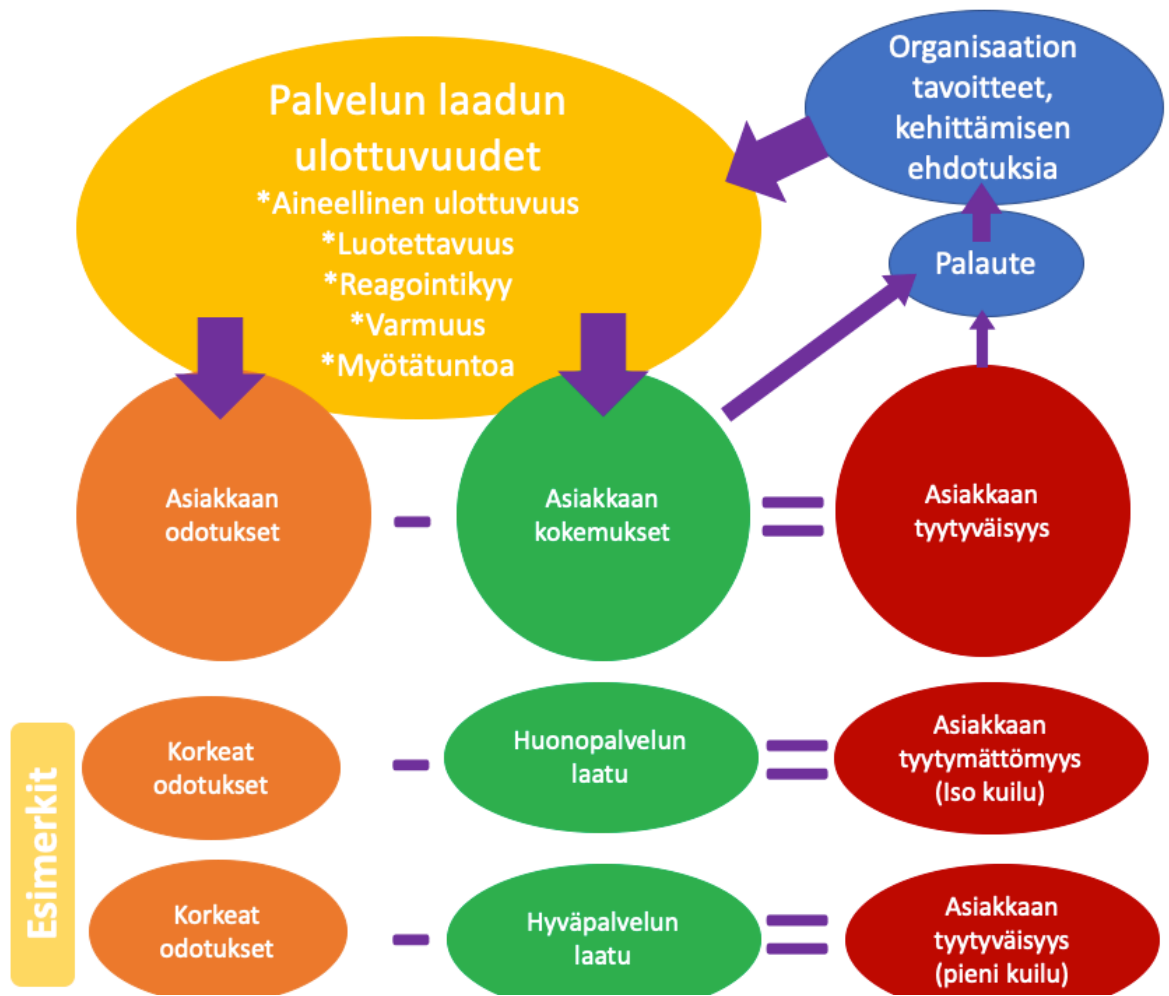 Palvelun laadun
ulottuvuudet
*Aineellinen ulottuvuus
*Luotettavuus
*Reagointikyy
*Varmuus
*Myötätuntoa
Organisaation
tavoitteet,
kehittämisen
ehdotuksia
Palaute
Asiakkaan
odotukset
-
Asiakkaan
kokemukset
=
Asiakkaan
tyytyväisyys
Esimerkit
Korkeat
odotukset
-
Huonopalvelun
laatu
=
Asiakkaan
tyytymättömyys
(Iso kuilu)
Korkeat
odotukset
-
Hyväpalvelun
laatu
=
Asiakkaan
tyytyväisyys
(pieni kuilu)